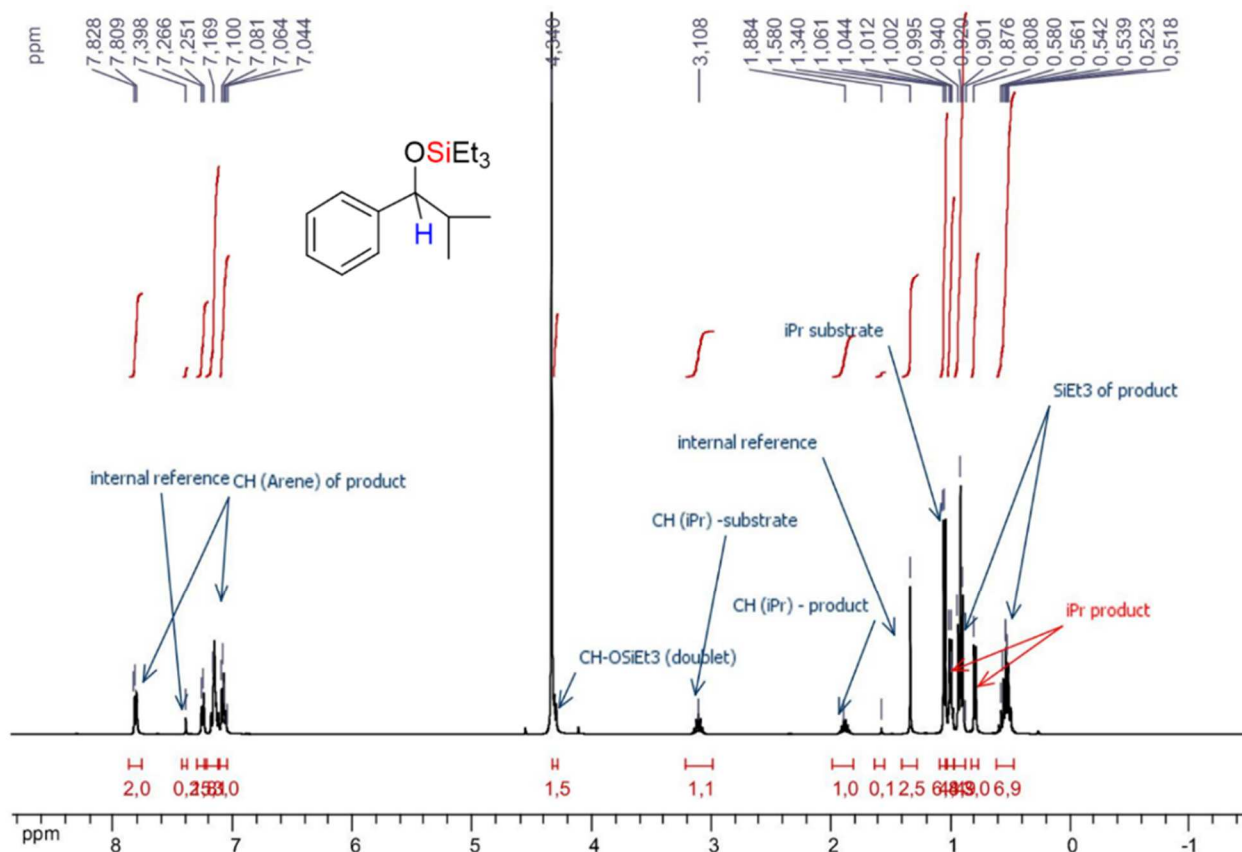 ppm
7,828
7,809
7,398
7,266
7,251
7,169
7,100
7,081
7,064
7,044
4,340
3,108
1,884
1,580
1,340
1,061
1,044
1,012
1,002
0,995
0,940
0,920
0,901
0,876
0,808
0,580
0,561
0,542
0,539
0,523
0,518
OSiEt3
H
iPr substrate
SiEt3 of product
internal reference
internal reference
CH (Arene) of product
CH (iPr) -substrate
CH (iPr) - product
iPr product
CH-OSiEt3 (doublet)
2,0
1,5
1,1
1,0
0,1
2,5
6,9
ppm
8 7 6 5 4 3 2 1 0 -1